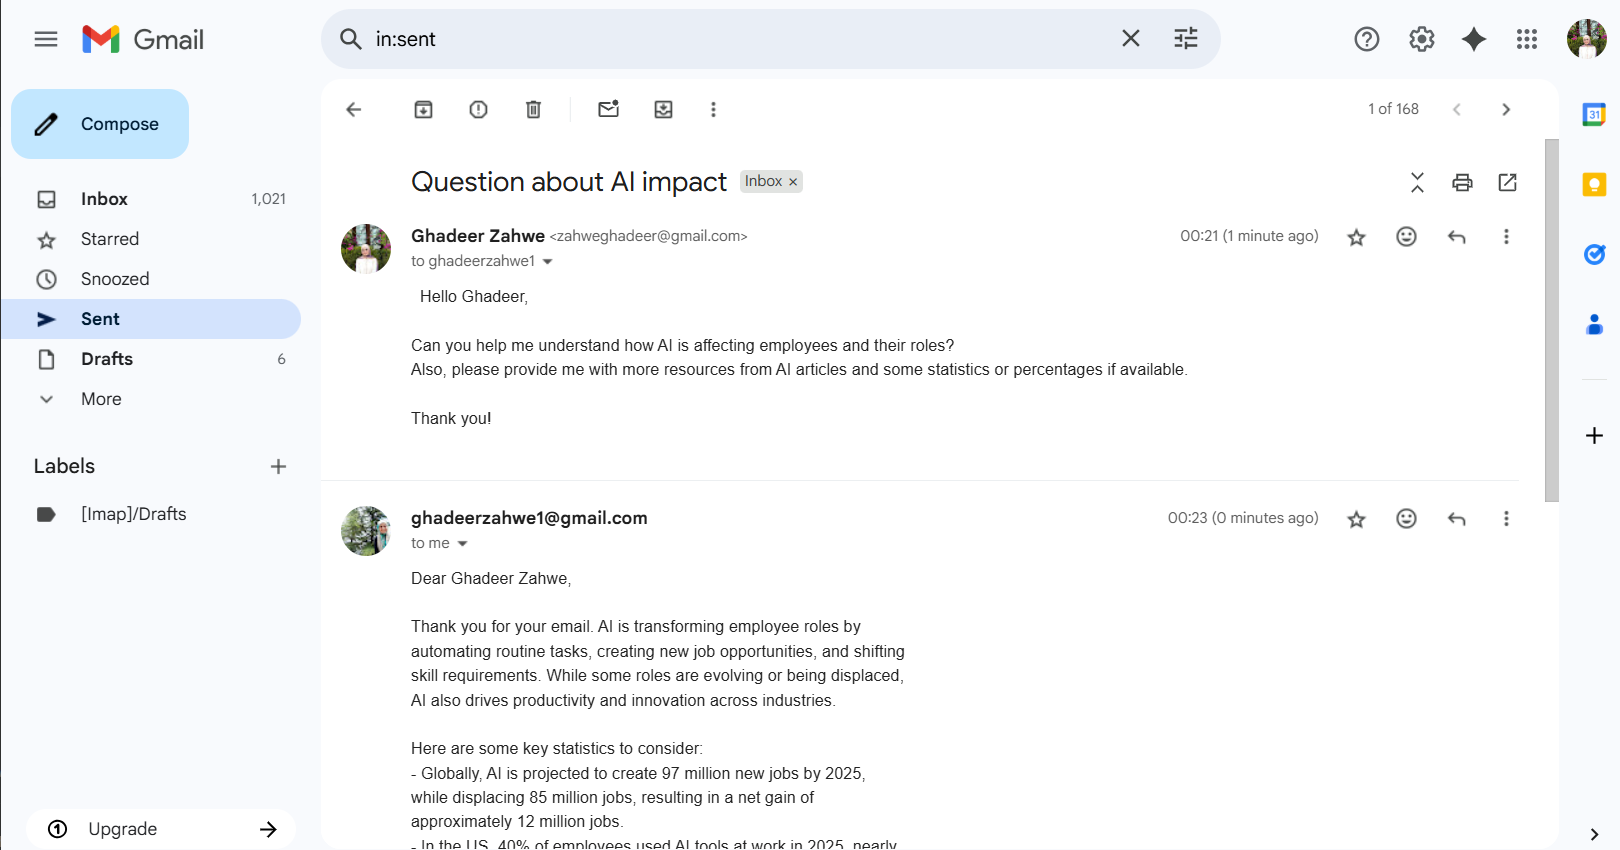 Gmail
in:sent
Compose
Inbox 1,021
Starred
Snoozed
Sent
Drafts 6
More
Labels
[Imap]/Drafts
Upgrade
1 of 168
Question about AI impact Inbox ×
Ghadeer Zahwe <zahweghadeer@gmail.com> 00:21 (1 minute ago)
to ghadeerzahwe1
Hello Ghadeer,
Can you help me understand how AI is affecting employees and their roles?
Also, please provide me with more resources from AI articles and some statistics or percentages if available.
Thank you!
ghadeerzahwe1@gmail.com 00:23 (0 minutes ago)
to me
Dear Ghadeer Zahwe,
Thank you for your email. AI is transforming employee roles by
automating routine tasks, creating new job opportunities, and shifting
skill requirements. While some roles are evolving or being displaced,
AI also drives productivity and innovation across industries.
Here are some key statistics to consider:
- Globally, AI is projected to create 97 million new jobs by 2025,
while displacing 85 million jobs, resulting in a net gain of
approximately 12 million jobs.
- In the US, 40% of employees used AI tools at work in 2025, nearly
31